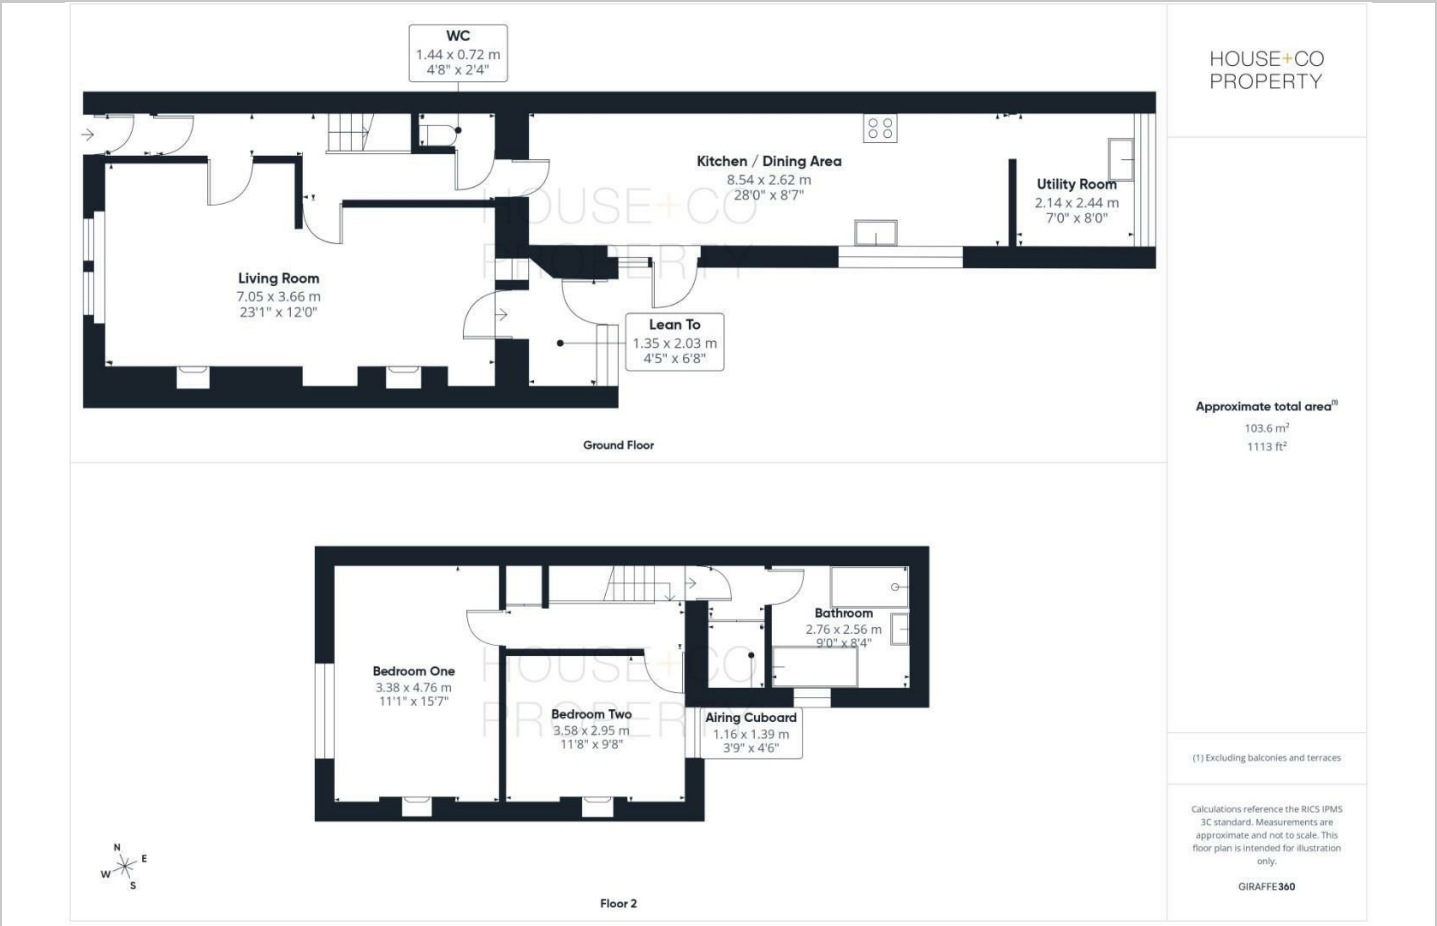 WC
1.44 x 0.72 m
4'8" x 2'4"
HOUSE+CO
PROPERTY
Kitchen / Dining Area
8.54 x 2.62 m
28'0" x 8'7"
Utility Room
2.14 x 2.44 m
7'0" x 8'0"
HOUSE+CO
PROPERTY
Living Room
7.05 x 3.66 m
23'1" x 12'0"
Lean To
1.35 x 2.03 m
4'5" x 6'8"
Approximate total area(1)
103.6 m²
1113 ft²
Ground Floor
Bathroom
2.76 x 2.56 m
9'0" x 8'4"
HOUSE+CO
PROPERTY
Bedroom One
3.38 x 4.76 m
11'1" x 15'7"
Bedroom Two
3.58 x 2.95 m
11'8" x 9'8"
Airing Cuboard
1.16 x 1.39 m
3'9" x 4'6"
(1) Excluding balconies and terraces
Calculations reference the RICS IPMS
3C standard. Measurements are
approximate and not to scale. This
floor plan is intended for illustration
only.
GIRAFFE360
N
E
W
S
Floor 2